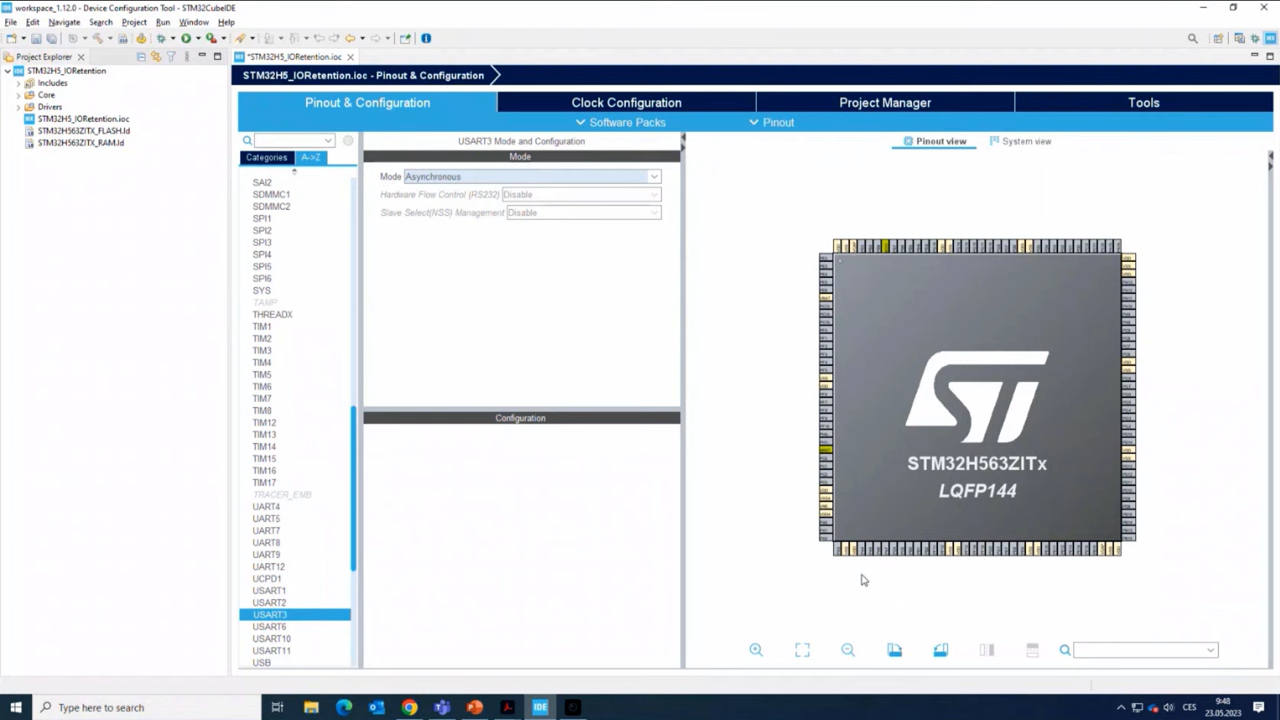 workspace_1.12.0 - Device Configuration Tool - STM32CubeIDE
File Edit Navigate Search Project Run Window Help
Project Explorer
*STM32H5_IORetention.ioc
STM32H5_IORetention
Includes
Core
Drivers
STM32H5_IORetention.ioc
STM32H563ZITX_FLASH.ld
STM32H563ZITX_RAM.ld
STM32H5_IORetention.ioc - Pinout & Configuration
Pinout & Configuration
Clock Configuration
Project Manager
Tools
Software Packs
Pinout
Categories
A->Z
SAI2
SDMMC1
SDMMC2
SPI1
SPI2
SPI3
SPI4
SPI5
SPI6
SYS
TAMP
THREADX
TIM1
TIM2
TIM3
TIM4
TIM5
TIM6
TIM7
TIM8
TIM12
TIM13
TIM14
TIM15
TIM16
TIM17
TRACER_EMB
UART4
UART5
UART7
UART8
UART9
UART12
UCPD1
USART1
USART2
USART3
USART6
USART10
USART11
USB
USART3 Mode and Configuration
Mode
Mode Asynchronous
Hardware Flow Control (RS232) Disable
Slave Select(NSS) Management Disable
Configuration
Pinout view
System view
STM32H563ZITx
LQFP144
Type here to search
IDE
CES
9:48
23.05.2023